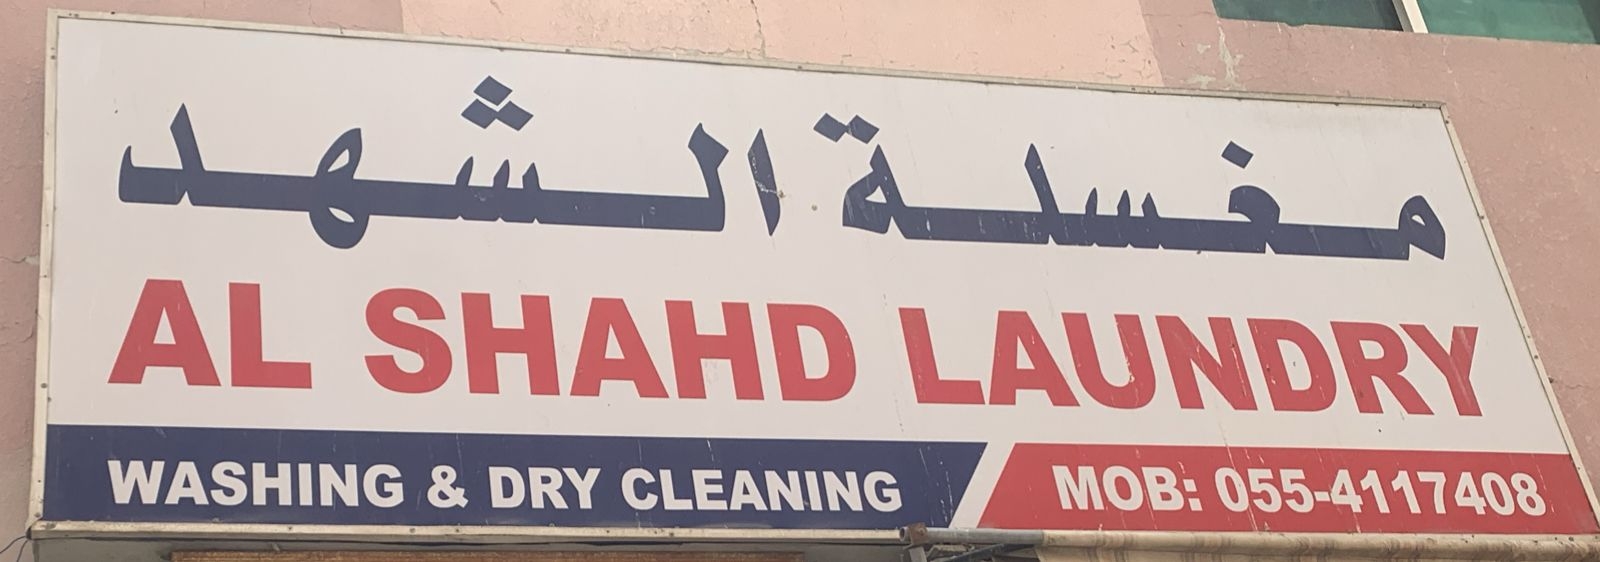 مغسلة الشهد
AL SHAHD LAUNDRY
WASHING & DRY CLEANING
MOB: 055-4117408